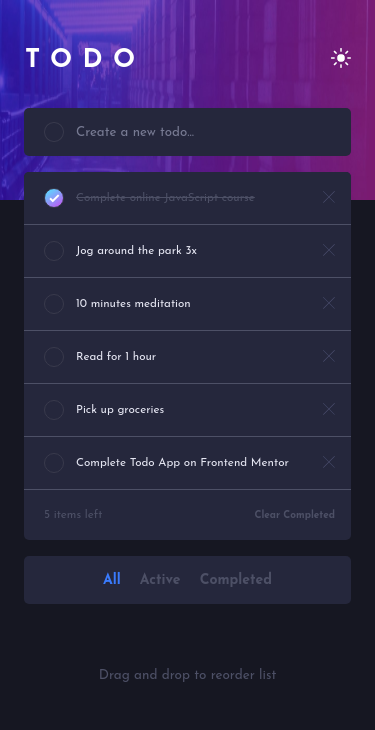 TODO
Create a new todo...
Complete online JavaScript course
Jog around the park 3x
10 minutes meditation
Read for 1 hour
Pick up groceries
Complete Todo App on Frontend Mentor
5 items left Clear Completed
All Active Completed
Drag and drop to reorder list